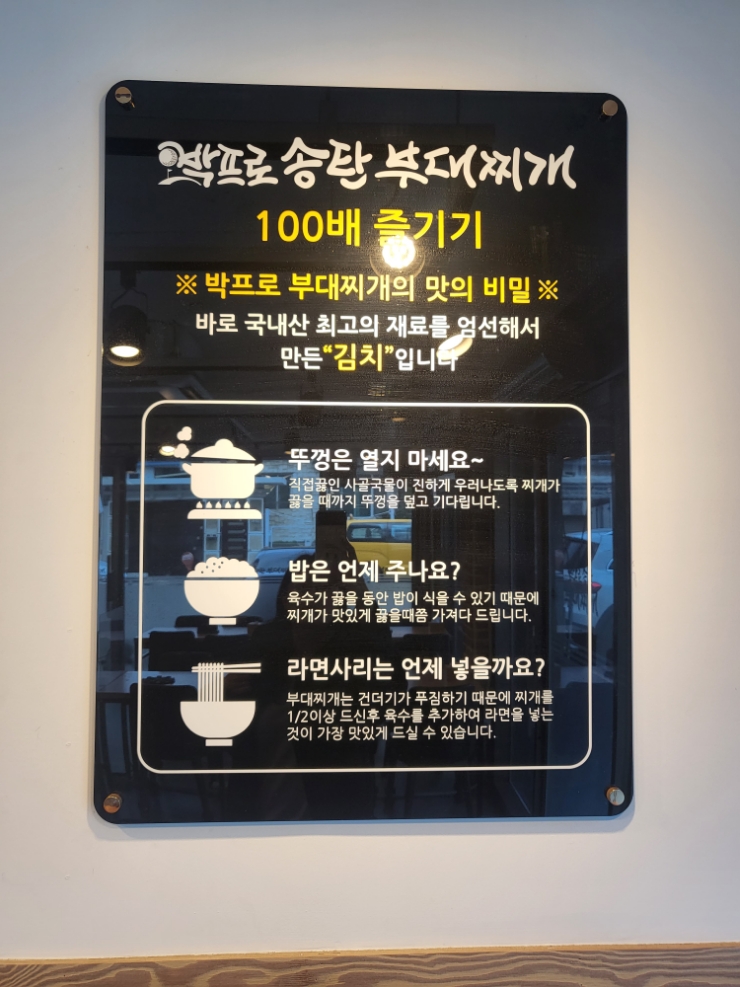 박프로 송탄 부대찌개
100배 즐기기
※ 박프로 부대찌개의 맛의 비밀 ※
바로 국내산 최고의 재료를 엄선해서
만든“김치”입니다
뚜껑은 열지 마세요~
직접끓인 사골국물이 진하게 우러나도록 찌개가
끓을 때까지 뚜껑을 덮고 기다립니다.
밥은 언제 주나요?
육수가 끓을 동안 밥이 식을 수 있기 때문에
찌개가 맛있게 끓을때쯤 가져다 드립니다.
라면사리는 언제 넣을까요?
부대찌개는 건더기가 푸짐하기 때문에 찌개를
1/2이상 드신후 육수를 추가하여 라면을 넣는
것이 가장 맛있게 드실 수 있습니다.